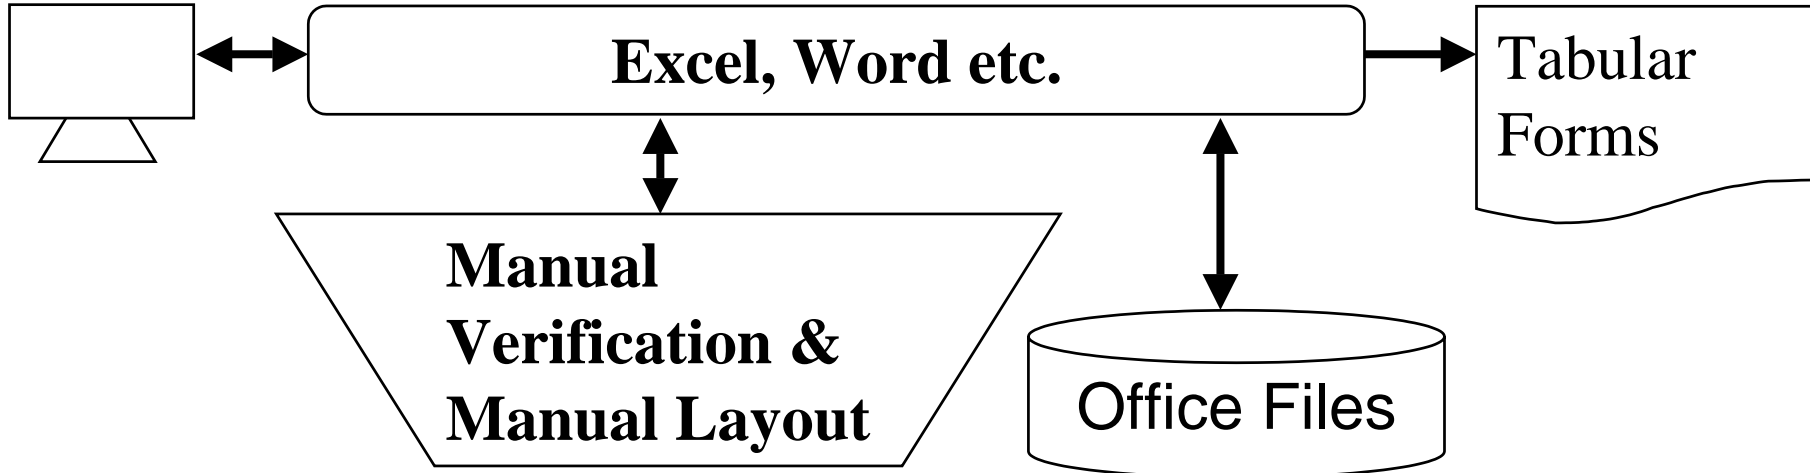 Excel, Word etc.
Tabular
Forms
Manual
Verification &
Manual Layout
Office Files